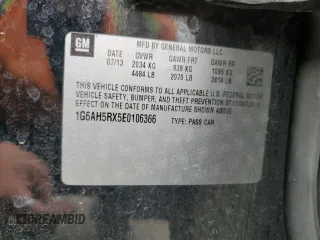 GM
MFD BY GENERAL MOTORS LLC
07/13
GVWR GAWR FRT GAWR RR
2034 KG 939 KG 1095 KG
4484 LB 2070 LB 2414 LB
THIS VEHICLE CONFORMS TO ALL APPLICABLE U.S. FEDERAL MOTOR
VEHICLE SAFETY, BUMPER, AND THEFT PREVENTION STANDARDS
IN EFFECT ON THE DATE OF MANUFACTURE SHOWN ABOVE.
1G6AH5RX5E0106366 TYPE: PASS CAR
DREAMBID